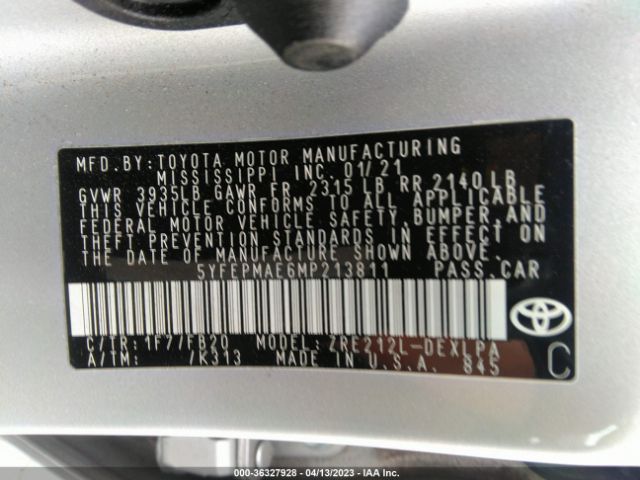 MFD.BY:TOYOTA MOTOR MANUFACTURING
MISSISSIPPI INC. 01/21
GVWR 3935LB GAWR FR 2315 LB RR 2140 LB
THIS VEHICLE CONFORMS TO ALL APPLICABLE
FEDERAL MOTOR VEHICLE SAFETY, BUMPER, AND
THEFT PREVENTION STANDARDS IN EFFECT ON
THE DATE OF MANUFACTURE SHOWN ABOVE.
5YFEPMAE6MP213811 PASS.CAR
C/TR: 1F7/FB20 MODEL: ZRE212L-DEXLPA
A/TM: /K313 MADE IN U.S.A. 845
C
000-36327928 - 04/13/2023 - IAA Inc.